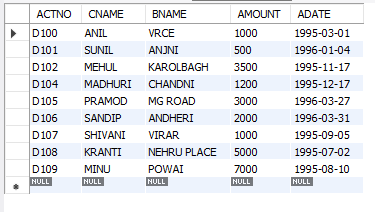 ACTNO CNAME BNAME AMOUNT ADATE
D100 ANIL VRCE 1000 1995-03-01
D101 SUNIL ANJNI 500 1996-01-04
D102 MEHUL KAROLBAGH 3500 1995-11-17
D104 MADHURI CHANDNI 1200 1995-12-17
D105 PRAMOD MG ROAD 3000 1996-03-27
D106 SANDIP ANDHERI 2000 1996-03-31
D107 SHIVANI VIRAR 1000 1995-09-05
D108 KRANTI NEHRU PLACE 5000 1995-07-02
D109 MINU POWAI 7000 1995-08-10
NULL NULL NULL NULL NULL